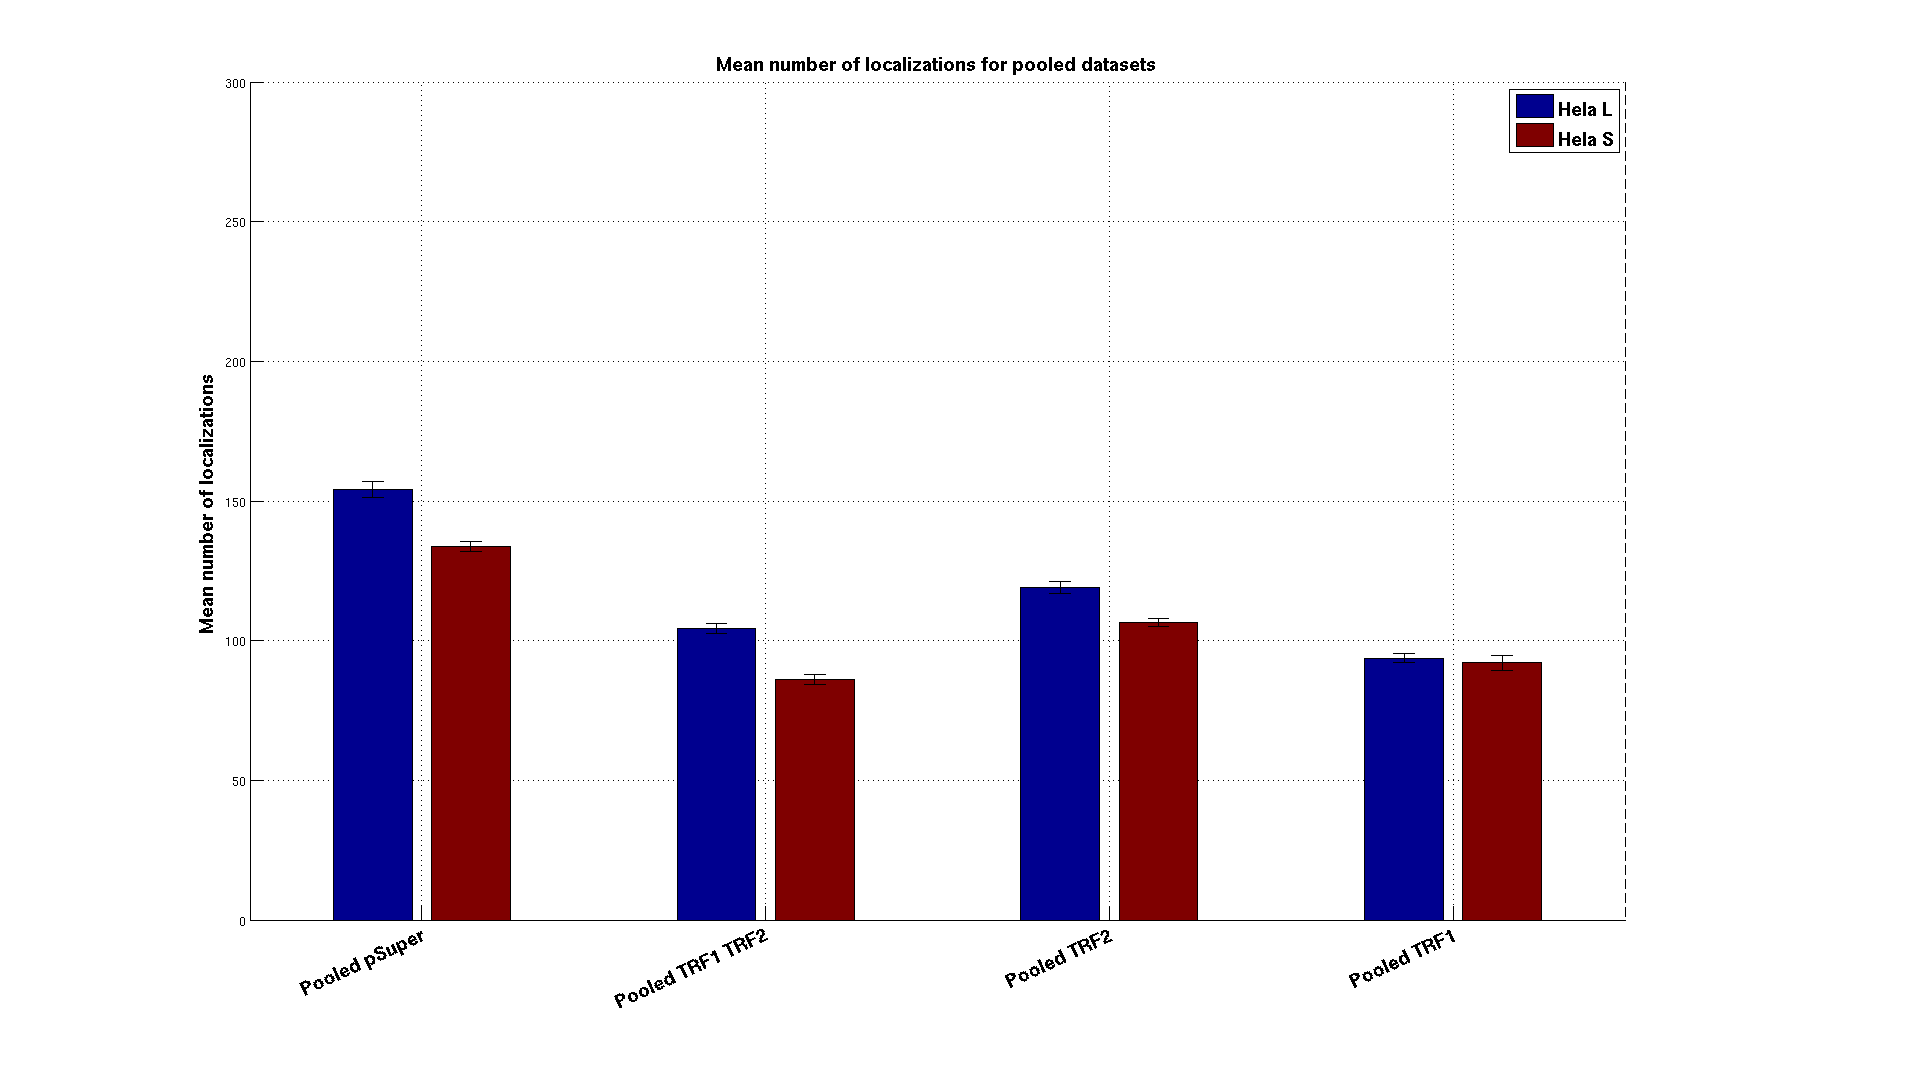 Mean number of localizations for pooled datasets
Hela L
Hela S
Mean number of localizations
300
250
200
150
100
50
0
Pooled pSuper
Pooled TRF1 TRF2
Pooled TRF2
Pooled TRF1